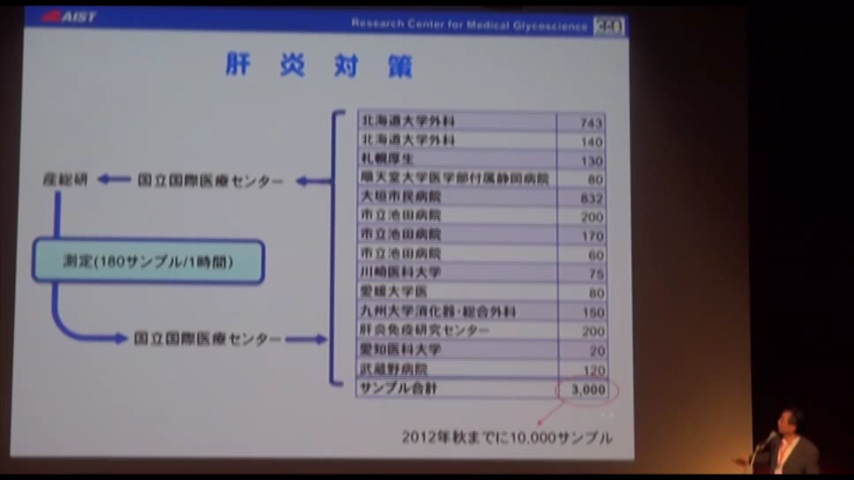 AIST
Research Center for Medical Glycoscience
肝炎対策
北海道大学外科 743
北海道大学外科 140
札幌厚生 130
順天堂大学医学部付属静岡病院 80
大垣市民病院 832
市立池田病院 200
市立池田病院 170
市立池田病院 60
川崎医科大学 75
愛媛大学医 80
九州大学消化器・総合外科 150
肝炎免疫研究センター 200
愛知医科大学 20
武蔵野病院 120
サンプル合計 3,000
産総研
国立国際医療センター
測定(180サンプル/1時間)
国立国際医療センター
2012年秋までに10,000サンプル